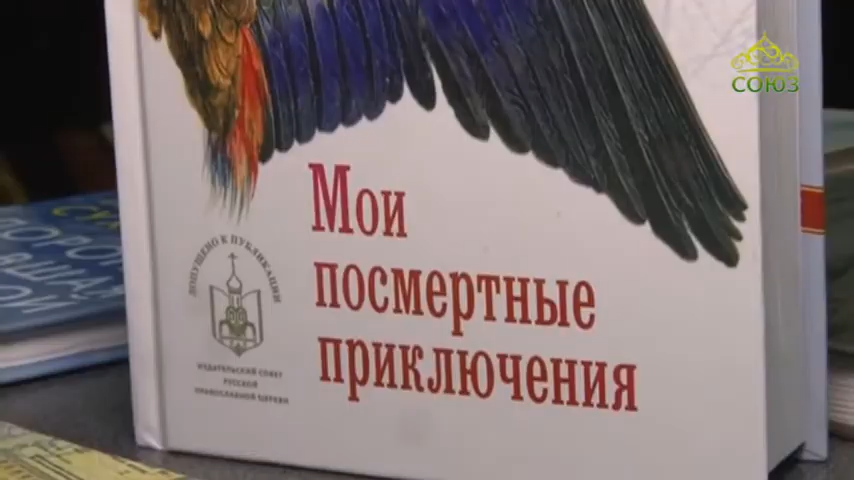 СОЮЗ
Мои
посмертные
приключения
ДОПУЩЕНО К ПУБЛИКАЦИИ
ИЗДАТЕЛЬСКИЙ СОВЕТ
РУССКОЙ
ПРАВОСЛАВНОЙ ЦЕРКВИ